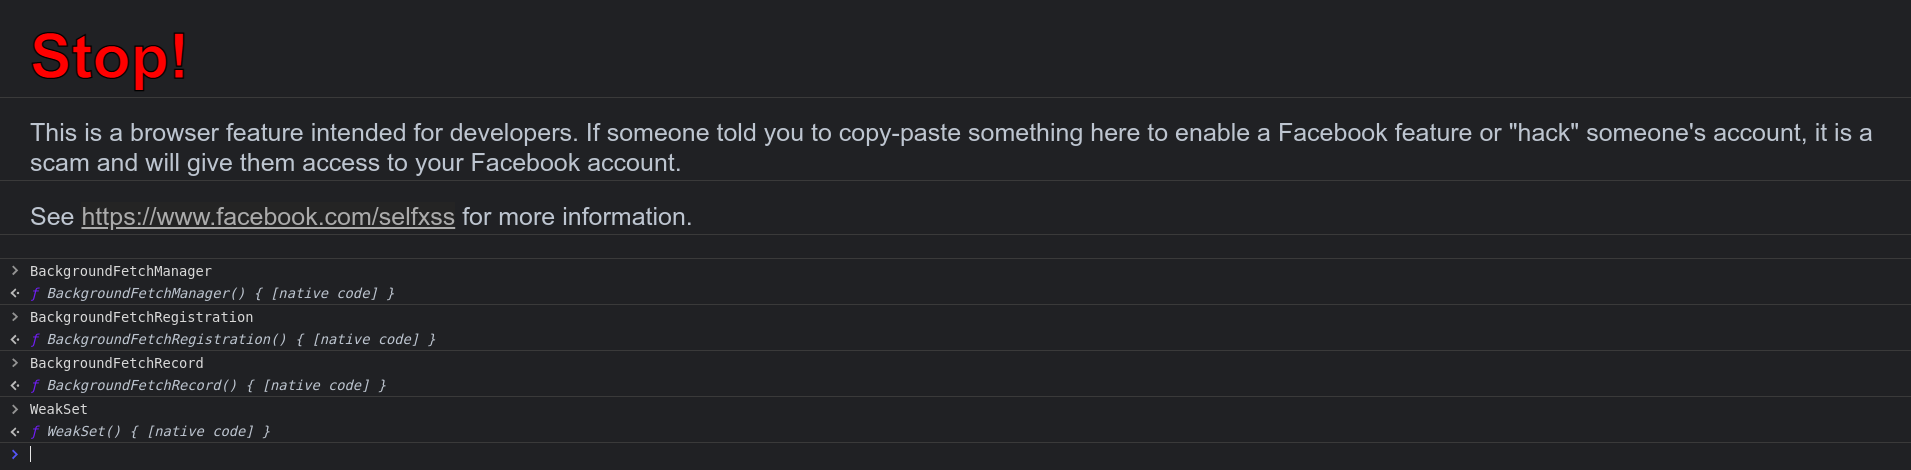 Stop!
This is a browser feature intended for developers. If someone told you to copy-paste something here to enable a Facebook feature or "hack" someone's account, it is a
scam and will give them access to your Facebook account.
See https://www.facebook.com/selfxss for more information.
> BackgroundFetchManager
< ƒ BackgroundFetchManager() { [native code] }
> BackgroundFetchRegistration
< ƒ BackgroundFetchRegistration() { [native code] }
> BackgroundFetchRecord
< ƒ BackgroundFetchRecord() { [native code] }
> WeakSet
< ƒ WeakSet() { [native code] }
>